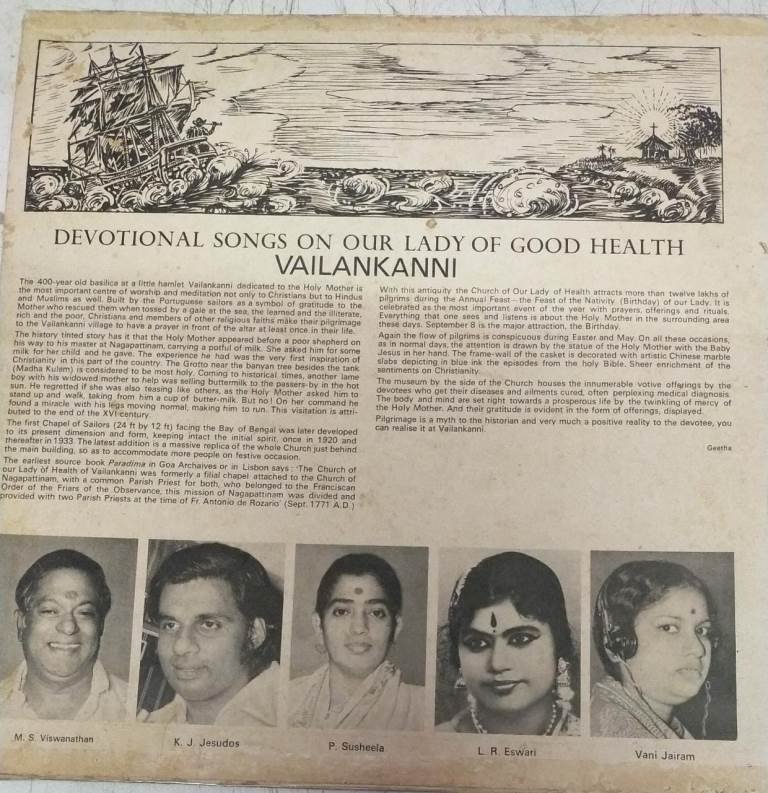 DEVOTIONAL SONGS ON OUR LADY OF GOOD HEALTH
VAILANKANNI
The 400-year old basilica at a little hamlet Vailankanni dedicated to the Holy Mother is
the most important centre of worship and meditation not only to Christians but to Hindus
and Muslims as well. Built by the Portuguese sailors as a symbol of gratitude to the
Mother who rescued them when tossed by a gale at the sea, the learned and the illiterate,
rich and the poor, Christians and members of other religious faiths make their pilgrimage
to the Vailankanni village to have a prayer in front of the altar at least once in their life.
The history tinted story has it that the Holy Mother appeared before a poor shepherd on
his way to his master at Nagapattinam, carrying a potful of milk. She asked him for some
milk for her child and he gave. The experience he had was the very first inspiration of
Christianity in this part of the country. The Grotto near the banyan tree besides the tank
(Madha Kulam) is considered to be most holy. Coming to historical times, another lame
boy with his widowed mother to help was selling buttermilk to the passers-by in the hot
sun. He regretted if she was also teasing like others, as the Holy Mother asked him to
stand up and walk, taking from him a cup of butter-milk. But no! On her command he
found a miracle with his legs moving normal, making him to run. This visitation is attri-
buted to the end of the XVI century.
The first Chapel of Sailors (24 ft by 12 ft) facing the Bay of Bengal was later developed
to its present dimension and form, keeping intact the initial spirit, once in 1920 and
thereafter in 1933. The latest addition is a massive replica of the whole Church just behind
the main building, so as to accommodate more people on festive occasion.
The earliest source book Paradima in Goa Archaives or in Lisbon says : 'The Church of
our Lady of Health of Vailankanni was formerly a filial chapel attached to the Church of
Nagapattinam, with a common Parish Priest for both, who belonged to the Franciscan
Order of the Friars of the Observance, this mission of Nagapattinam was divided and
provided with two Parish Priests at the time of Fr. Antonio de Rozario' (Sept. 1771 A.D.)
With this antiquity the Church of Our Lady of Health attracts more than twelve lakhs of
pilgrims during the Annual Feast—the Feast of the Nativity (Birthday) of our Lady. It is
celebrated as the most important event of the year with prayers, offerings and rituals.
Everything that one sees and listens is about the Holy Mother in the surrounding area
these days. September 8 is the major attraction, the Birthday.
Again the flow of pilgrims is conspicuous during Easter and May. On all these occasions,
as in normal days, the attention is drawn by the statue of the Holy Mother with the Baby
Jesus in her hand. The frame-wall of the casket is decorated with artistic Chinese marble
slabs depicting in blue ink the episodes from the holy Bible. Sheer enrichment of the
sentiments on Christianity.
The museum by the side of the Church houses the innumerable votive offerings by the
devotees who get their diseases and ailments cured, often perplexing medical diagnosis.
The body and mind are set right towards a prosperous life by the twinkling of mercy of
the Holy Mother. And their gratitude is evident in the form of offerings, displayed.
Pilgrimage is a myth to the historian and very much a positive reality to the devotee, you
can realise it at Vailankanni.
Geetha
M. S. Viswanathan
K. J. Jesudos
P. Susheela
L. R. Eswari
Vani Jairam